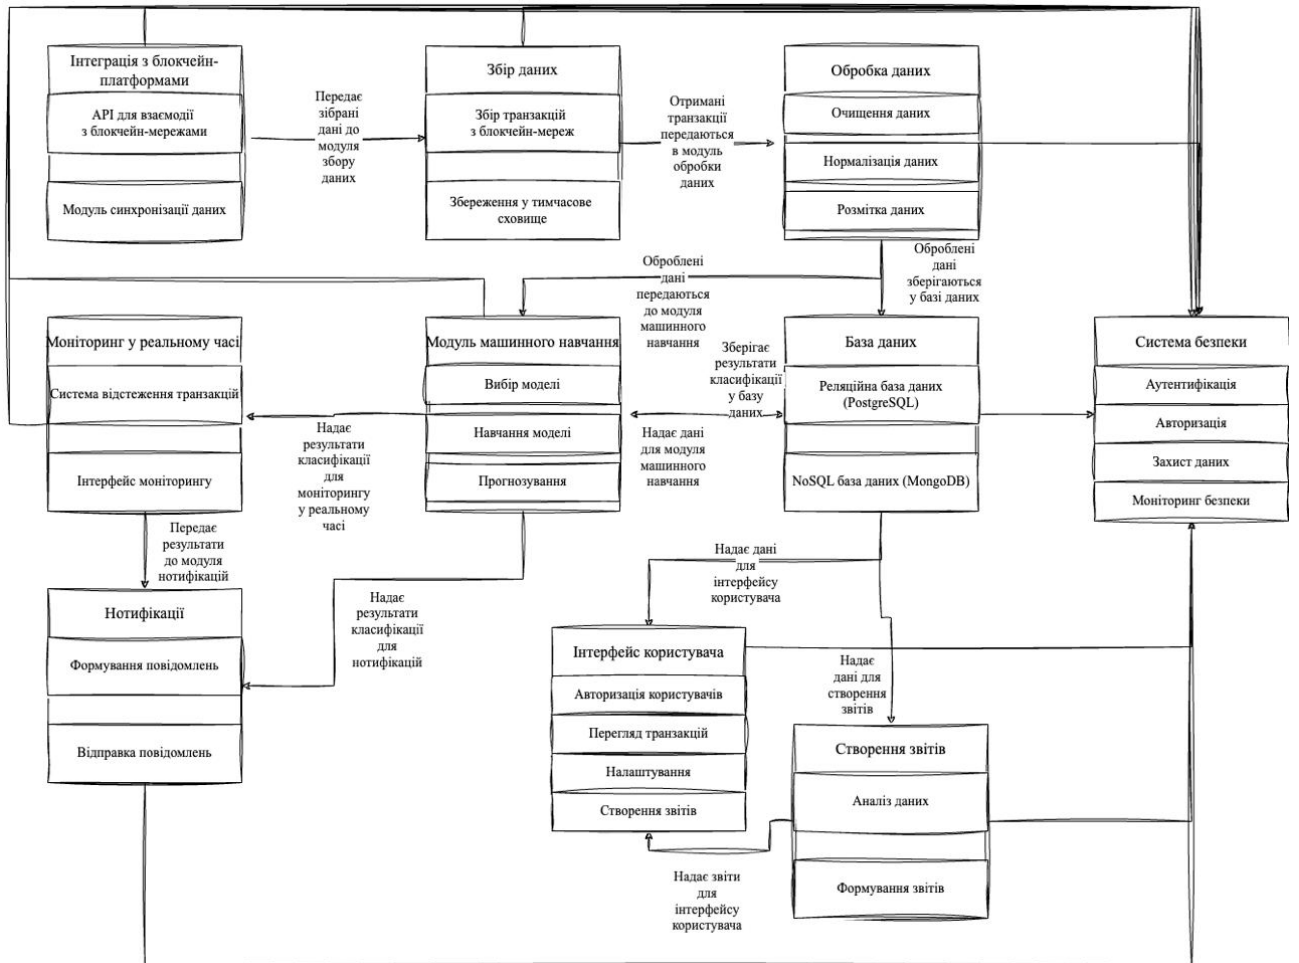 Інтеграція з блокчейн-
платформами
API для взаємодії
з блокчейн-мережами
Модуль синхронізації даних
Передає
зібрані
дані до
модуля
збору
даних
Збір даних
Збір транзакцій
з блокчейн-мереж
Збереження у тимчасове
сховище
Отримані
транзакції
передаються
в модуль
обробки
даних
Обробка даних
Очищення даних
Нормалізація даних
Розмітка даних
Оброблені
дані
передаються
до модуля
машинного
навчання
Оброблені
дані
зберігаються
у базі даних
Моніторинг у реальному часі
Система відстеження транзакцій
Інтерфейс моніторингу
Надає
результати
класифікації
для
моніторингу
у реальному
часі
Модуль машинного навчання
Вибір моделі
Навчання моделі
Прогнозування
Зберігає
результати
класифікації
у базу
даних
Надає дані
для модуля
машинного
навчання
База даних
Реляційна база даних
(PostgreSQL)
NoSQL база даних (MongoDB)
Система безпеки
Аутентифікація
Авторизація
Захист даних
Моніторинг безпеки
Передає
результати
до модуля
нотифікацій
Нотифікації
Формування повідомлень
Відправка повідомлень
Надає
результати
класифікації
для
нотифікацій
Надає дані
для
інтерфейсу
користувача
Інтерфейс користувача
Авторизація користувачів
Перегляд транзакцій
Налаштування
Створення звітів
Надає
дані для
створення
звітів
Створення звітів
Аналіз даних
Формування звітів
Надає звіти
для
інтерфейсу
користувача